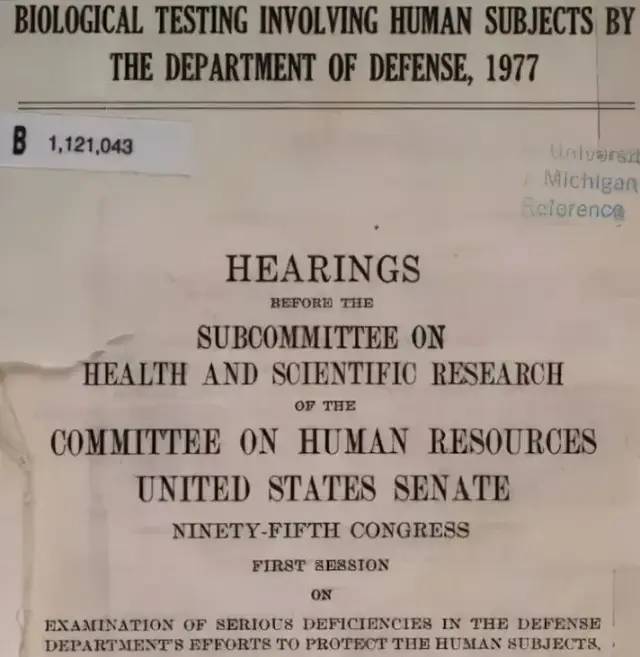 BIOLOGICAL TESTING INVOLVING HUMAN SUBJECTS BY
THE DEPARTMENT OF DEFENSE, 1977
B 1,121,043
Michigan
Reference
HEARINGS
BEFORE THE
SUBCOMMITTEE ON
HEALTH AND SCIENTIFIC RESEARCH
OF THE
COMMITTEE ON HUMAN RESOURCES
UNITED STATES SENATE
NINETY-FIFTH CONGRESS
FIRST SESSION
ON
EXAMINATION OF SERIOUS DEFICIENCIES IN THE DEFENSE
DEPARTMENT'S EFFORTS TO PROTECT THE HUMAN SUBJECTS,